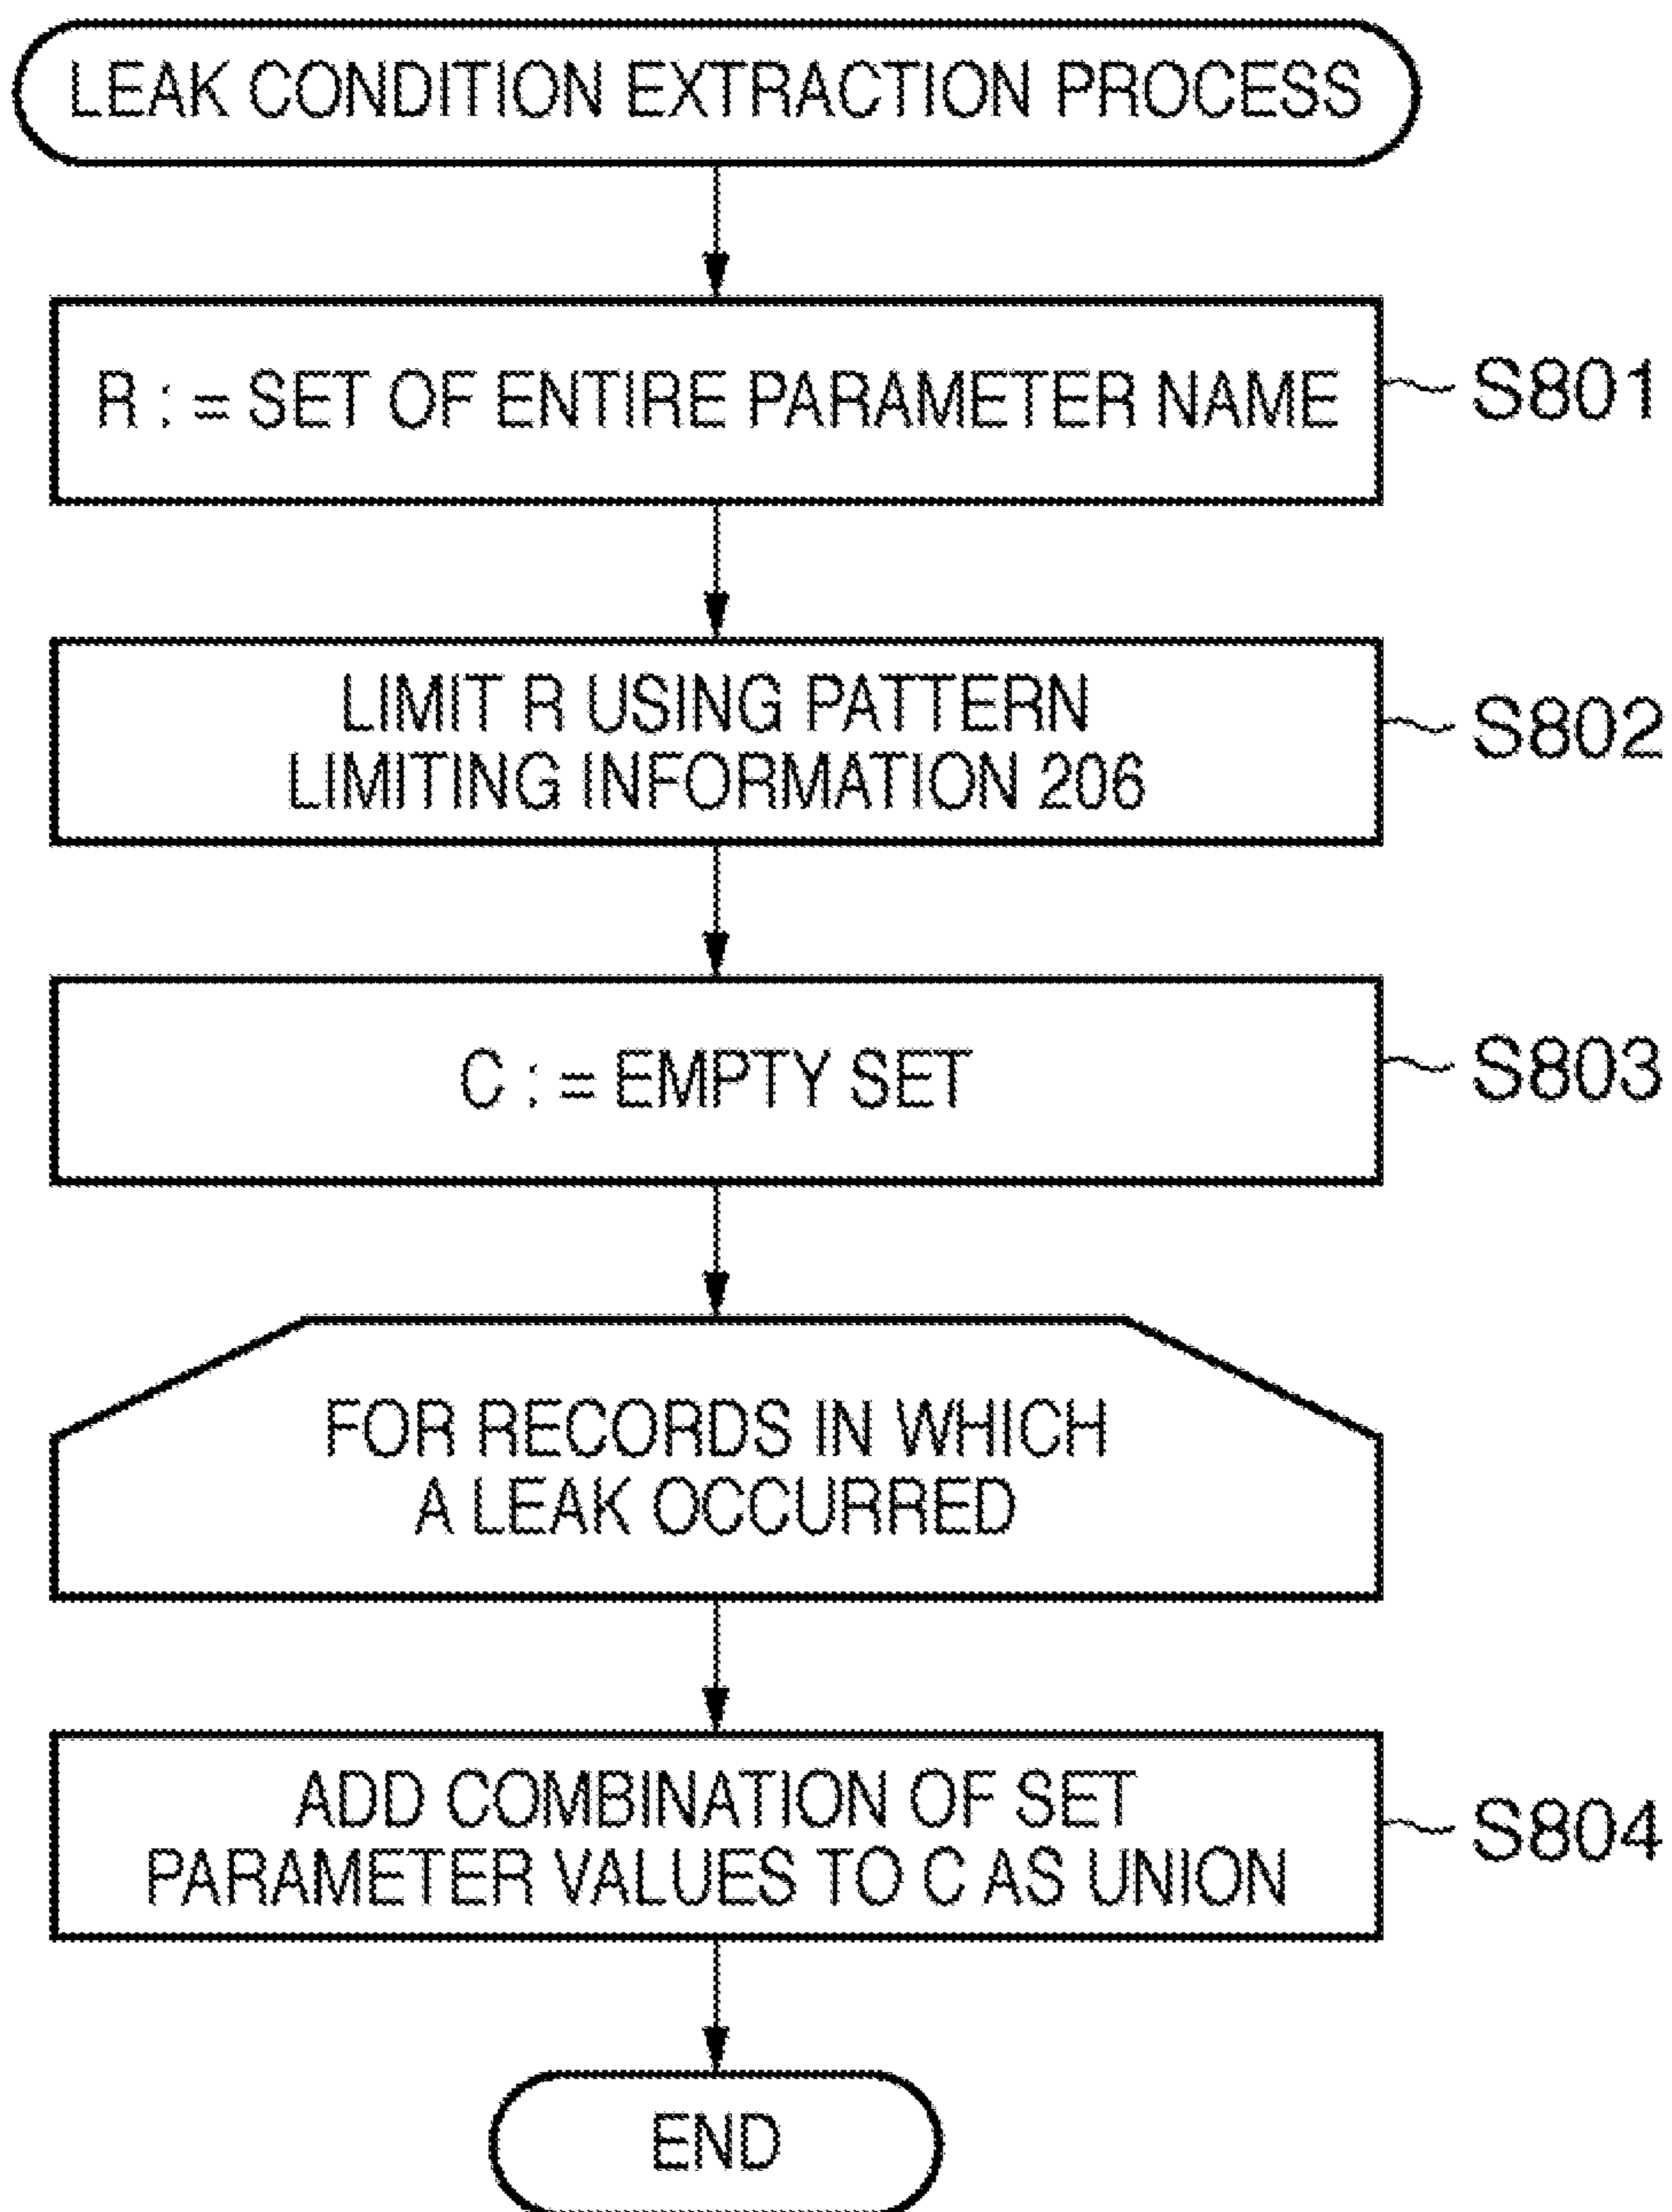 LEAK CONDITION EXTRACTION PROCESS
R : = SET OF ENTIRE PARAMETER NAME
S801
LIMIT R USING PATTERN
LIMITING INFORMATION 206
S802
C : = EMPTY SET
S803
FOR RECORDS IN WHICH
A LEAK OCCURRED
ADD COMBINATION OF SET
PARAMETER VALUES TO C AS UNION
S804
END